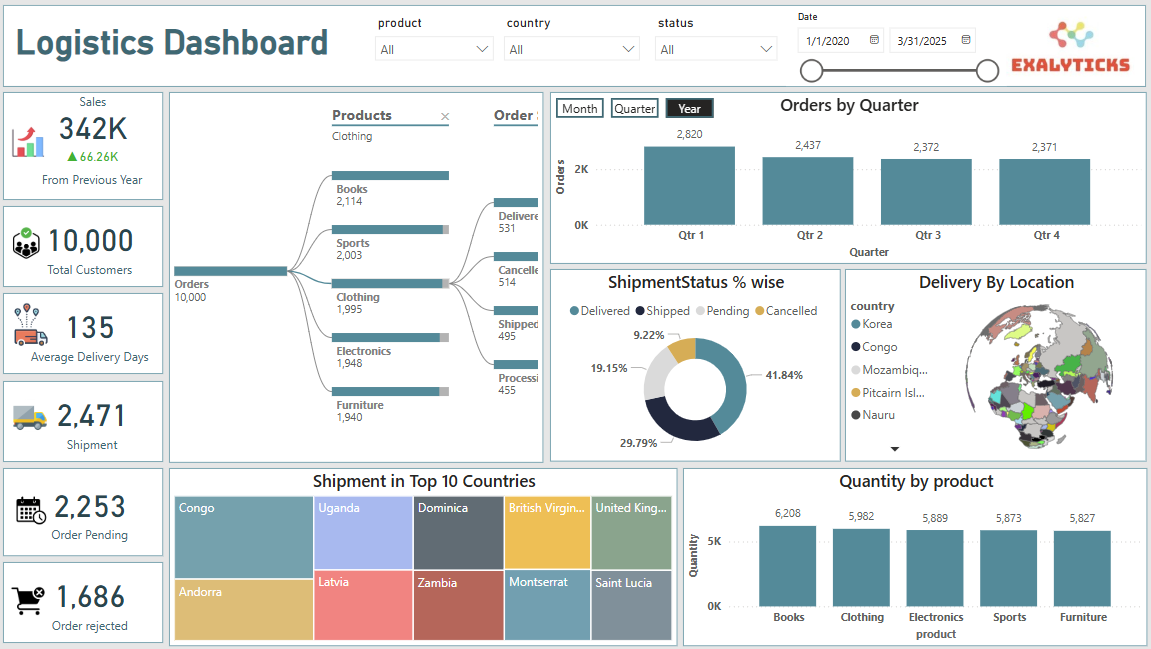 Logistics Dashboard
product
All
country
All
status
All
Date
1/1/2020
3/31/2025
EXALYTICKS
Sales
342K
▲66.26K
From Previous Year
10,000
Total Customers
135
Average Delivery Days
2,471
Shipment
2,253
Order Pending
1,686
Order rejected
Products
Clothing
Order
Orders
10,000
Books
2,114
Sports
2,003
Clothing
1,995
Electronics
1,948
Furniture
1,940
Delivere
531
Cancelle
514
Shipped
495
Processi
455
Month Quarter Year
Orders by Quarter
Orders
2K
0K
2,820
2,437
2,372
2,371
Qtr 1
Qtr 2
Qtr 3
Qtr 4
Quarter
ShipmentStatus % wise
Delivered Shipped Pending Cancelled
9.22%
19.15%
41.84%
29.79%
Delivery By Location
country
Korea
Congo
Mozambiq...
Pitcairn Isl...
Nauru
Shipment in Top 10 Countries
Congo
Uganda
Dominica
British Virgin...
United King...
Andorra
Latvia
Zambia
Montserrat
Saint Lucia
Quantity by product
Quantity
5K
0K
6,208
5,982
5,889
5,873
5,827
Books
Clothing
Electronics
Sports
Furniture
product